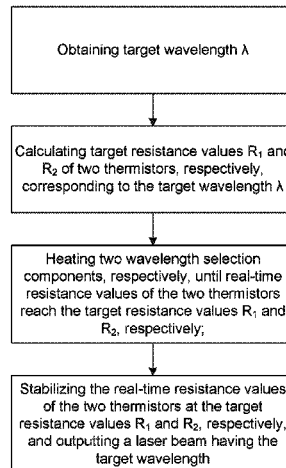 Obtaining target wavelength λ
Calculating target resistance values R₁ and
R₂ of two thermistors, respectively,
corresponding to the target wavelength λ
Heating two wavelength selection
components, respectively, until real-time
resistance values of the two thermistors
reach the target resistance values R₁ and
R₂, respectively;
Stabilizing the real-time resistance values
of the two thermistors at the target
resistance values R₁ and R₂, respectively,
and outputting a laser beam having the
target wavelength